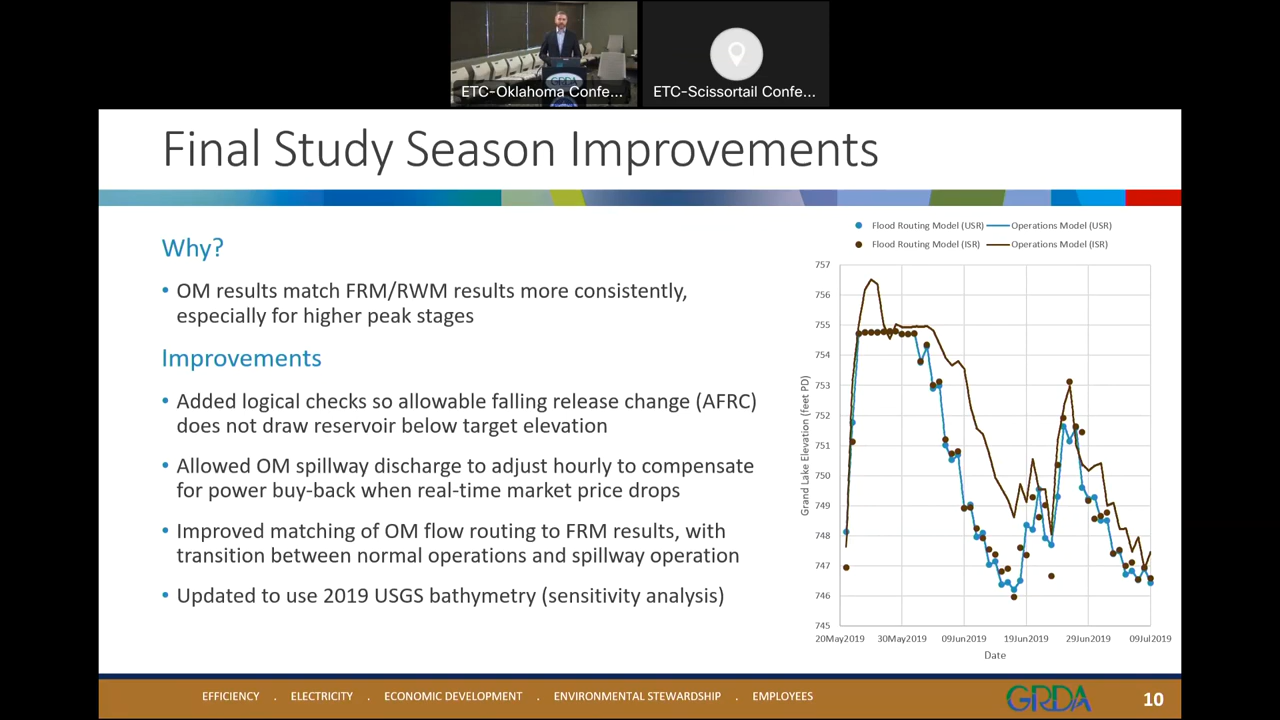 GRDA
ETC-Oklahoma Confe...
ETC-Scissortail Confe...
Final Study Season Improvements
Why?
• OM results match FRM/RWM results more consistently,
especially for higher peak stages
Improvements
• Added logical checks so allowable falling release change (AFRC)
does not draw reservoir below target elevation
• Allowed OM spillway discharge to adjust hourly to compensate
for power buy-back when real-time market price drops
• Improved matching of OM flow routing to FRM results, with
transition between normal operations and spillway operation
• Updated to use 2019 USGS bathymetry (sensitivity analysis)
Flood Routing Model (USR) Operations Model (USR)
Flood Routing Model (ISR) Operations Model (ISR)
757
756
755
754
753
752
751
750
749
748
747
746
745
Grand Lake Elevation (feet PD)
20May2019 30May2019 09Jun2019 19Jun2019 29Jun2019 09Jul2019
Date
EFFICIENCY . ELECTRICITY . ECONOMIC DEVELOPMENT . ENVIRONMENTAL STEWARDSHIP . EMPLOYEES
GRDA
10